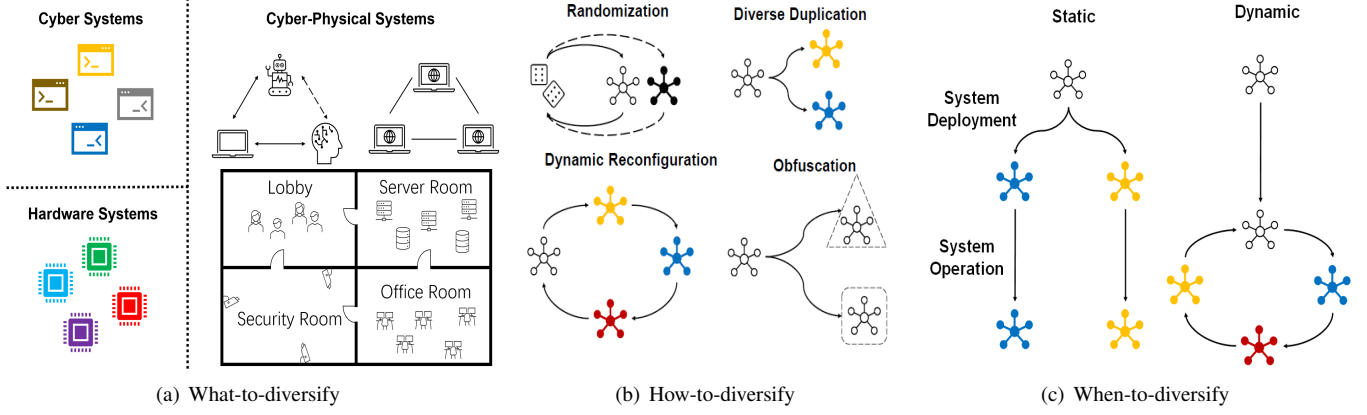 Cyber Systems
Hardware Systems
Cyber-Physical Systems
Lobby
Server Room
Security Room
Office Room
(a) What-to-diversify
Randomization
Diverse Duplication
Dynamic Reconfiguration
Obfuscation
(b) How-to-diversify
Static
Dynamic
System
Deployment
System
Operation
(c) When-to-diversify